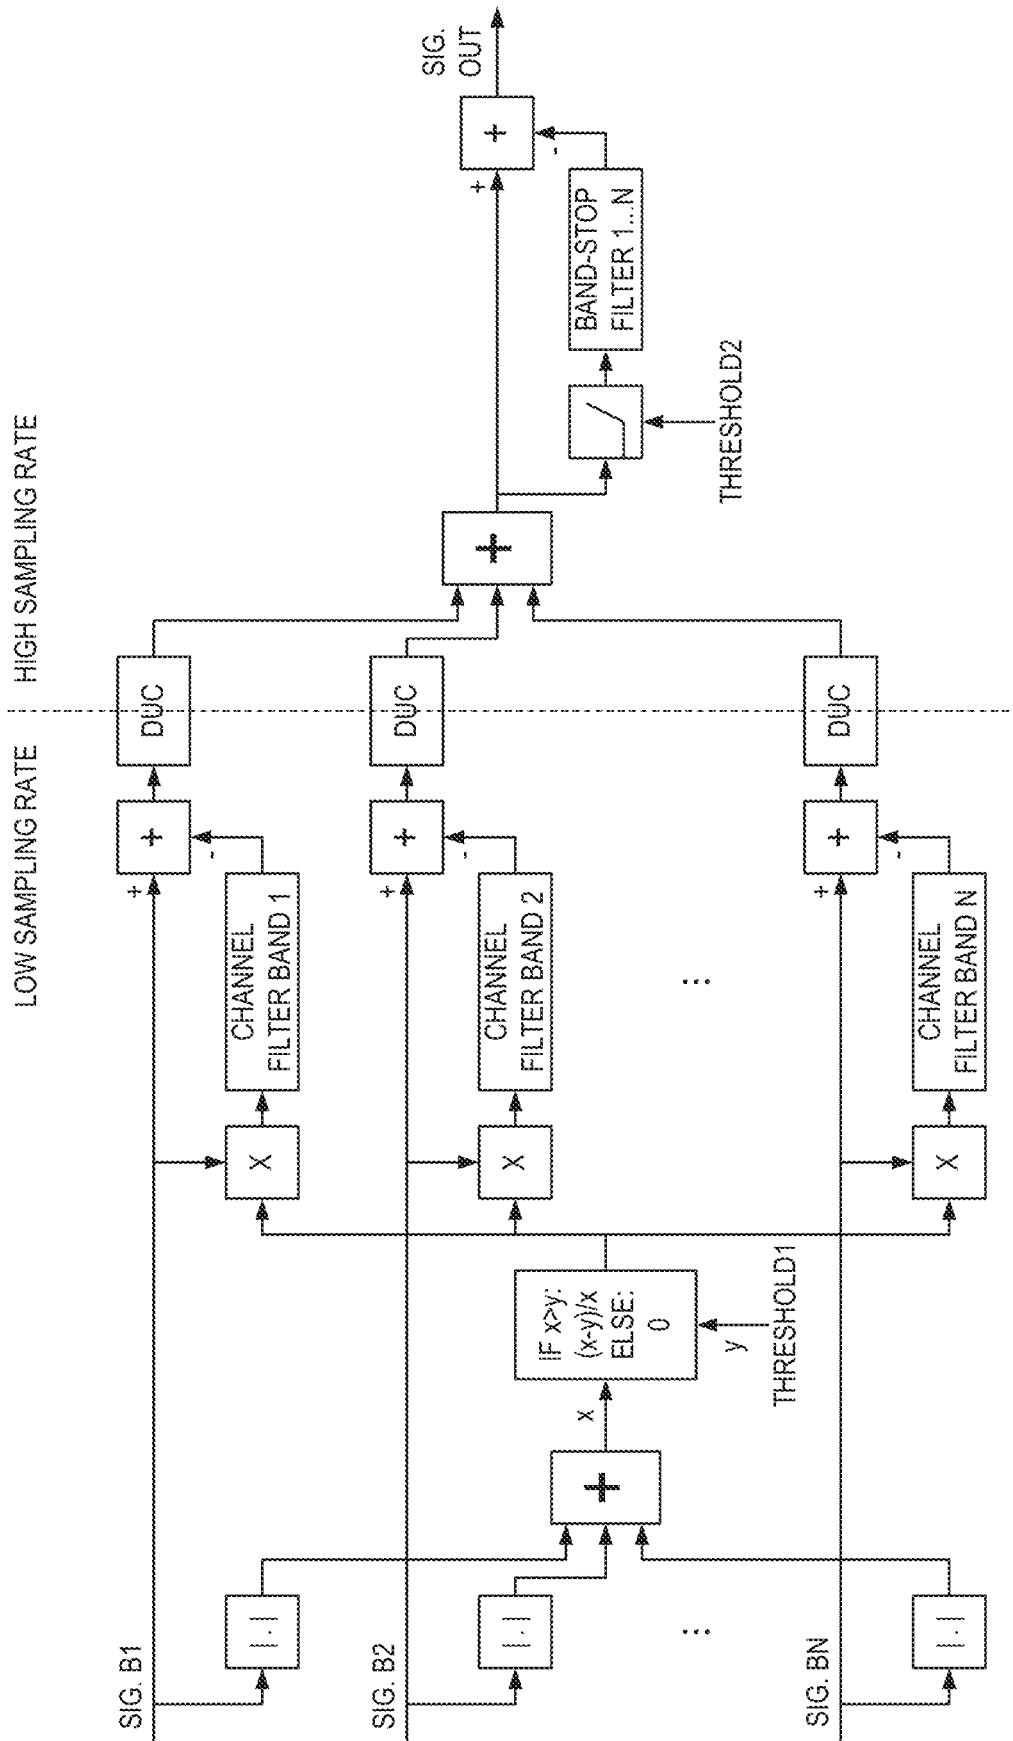 LOW SAMPLING RATE
HIGH SAMPLING RATE
SIG. B1
|.|
X
CHANNEL
FILTER BAND 1
+
-
+
DUC
SIG. B2
|.|
X
CHANNEL
FILTER BAND 2
+
-
+
DUC
...
...
SIG. BN
|.|
X
CHANNEL
FILTER BAND N
+
-
+
DUC
+
x
IF x>y:
(x-y)/x
ELSE:
0
y
THRESHOLD1
+
THRESHOLD2
BAND-STOP
FILTER 1...N
+
-
+
SIG.
OUT